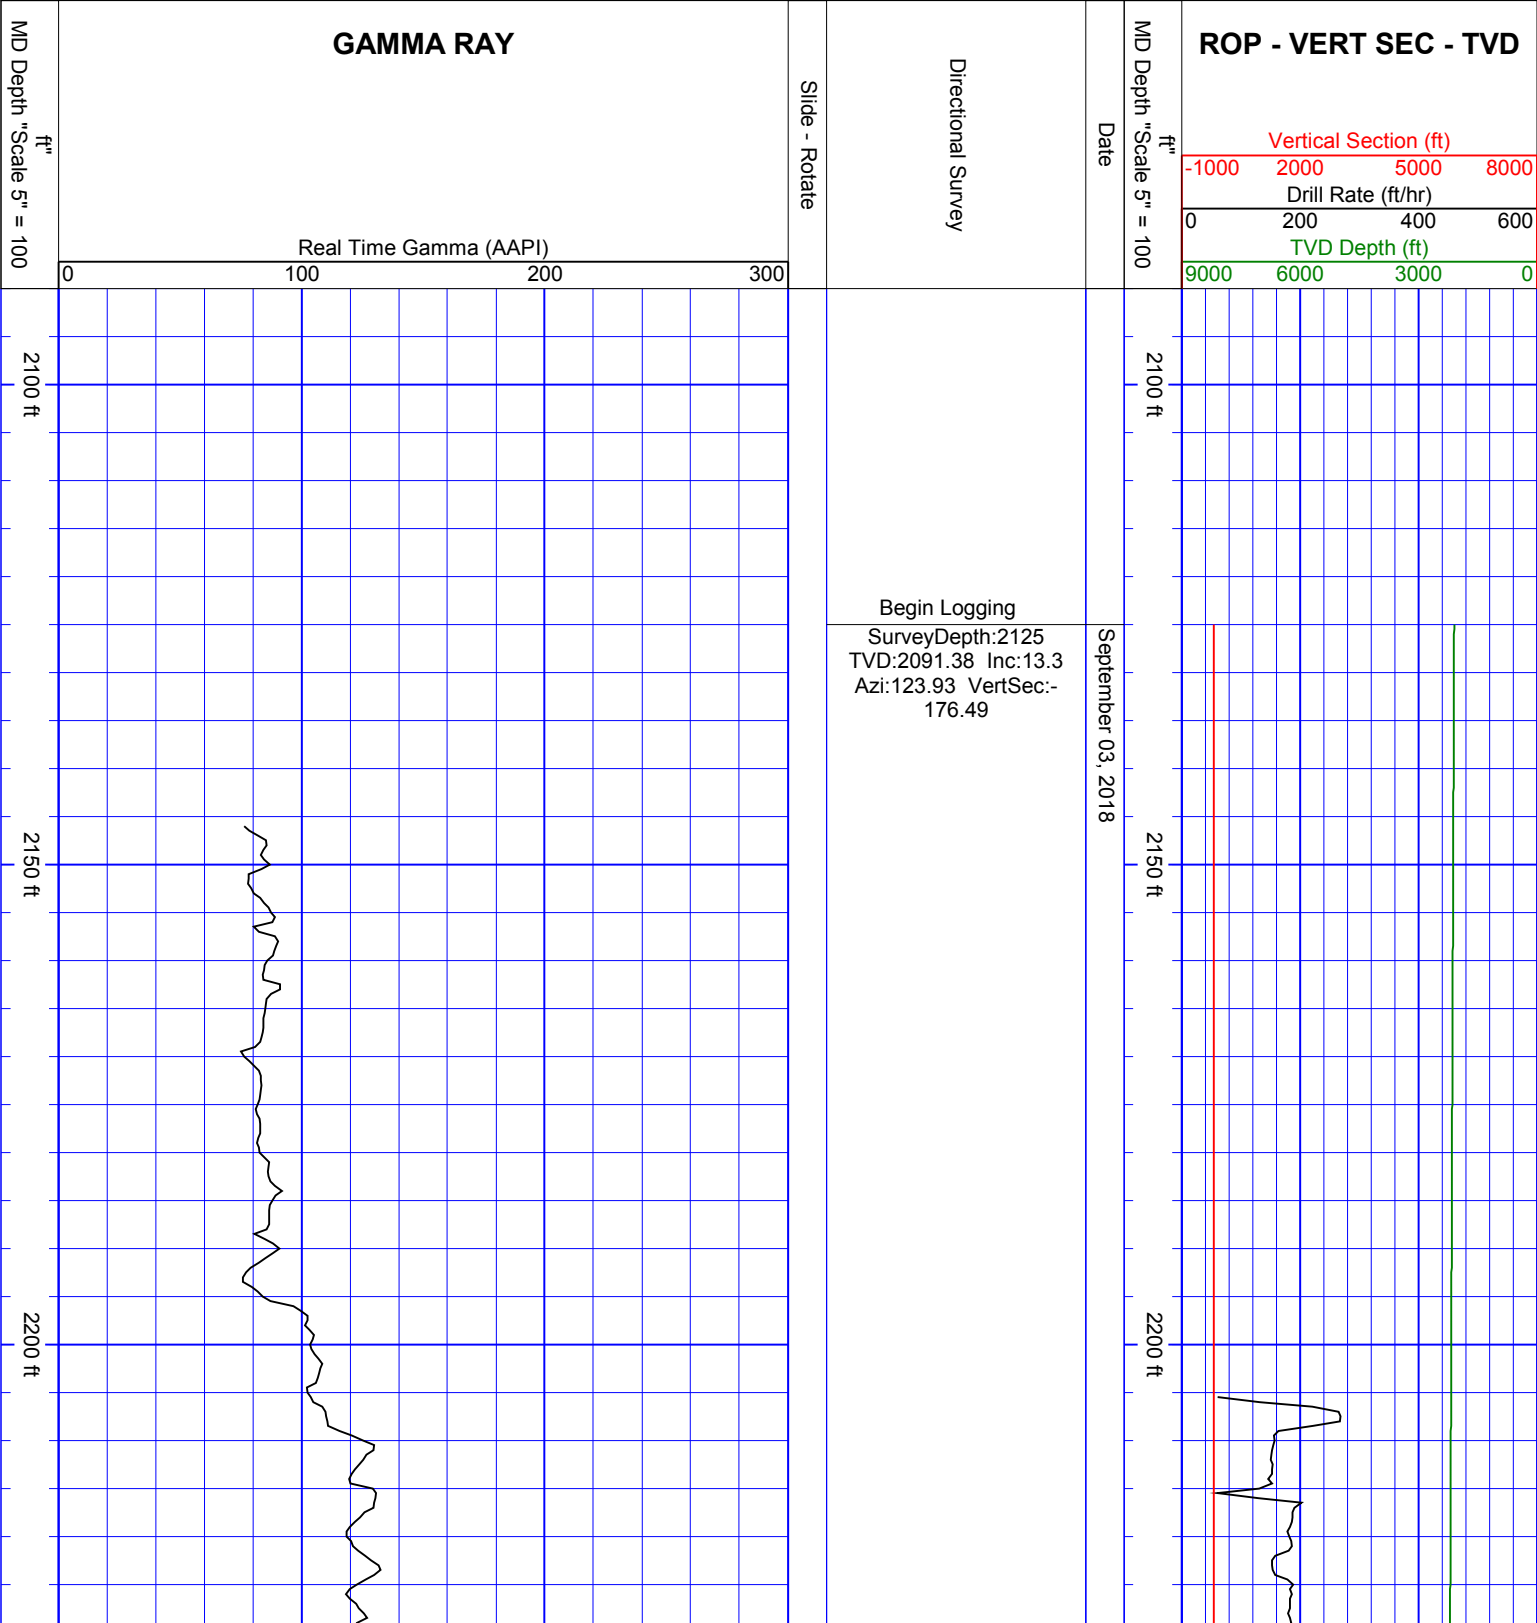 MD Depth "Scale 5" = 100
ft"
GAMMA RAY
Real Time Gamma (AAPI)
0 100 200 300
Slide - Rotate
Directional Survey
Date
MD Depth "Scale 5" = 100
ft"
ROP - VERT SEC - TVD
Vertical Section (ft)
-1000 2000 5000 8000
Drill Rate (ft/hr)
0 200 400 600
TVD Depth (ft)
9000 6000 3000 0
2100 ft
2100 ft
Begin Logging
SurveyDepth:2125
TVD:2091.38 Inc:13.3
Azi:123.93 VertSec:-
176.49
September 03, 2018
2150 ft
2150 ft
2200 ft
2200 ft